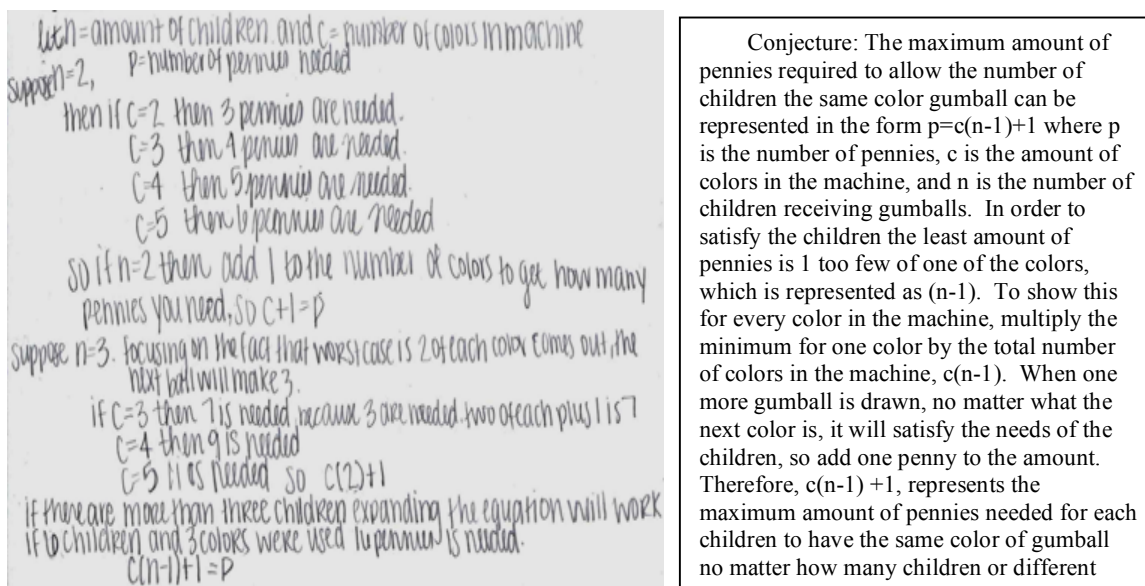 let n=amount of children and c= number of colors in machine
p=number of pennies needed
suppose n=2,
then if c=2 then 3 pennies are needed.
c=3 then 4 pennies are needed.
c=4 then 5 pennies are needed.
c=5 then 6 pennies are needed
so if n=2 then add 1 to the number of colors to get how many
pennies you need, so c+1=p
suppose n=3. focusing on the fact that worst case is 2 of each color comes out, the
next ball will make 3.
if c=3 then 7 is needed because 3 are needed. two of each plus 1 is 7
c=4 then 9 is needed
c=5 11 is needed so c(2)+1
if there are more than three children expanding the equation will work
if 6 children and 3 colors were used 16 pennies is needed.
c(n-1)+1=p
Conjecture: The maximum amount of
pennies required to allow the number of
children the same color gumball can be
represented in the form p=c(n-1)+1 where p
is the number of pennies, c is the amount of
colors in the machine, and n is the number of
children receiving gumballs. In order to
satisfy the children the least amount of
pennies is 1 too few of one of the colors,
which is represented as (n-1). To show this
for every color in the machine, multiply the
minimum for one color by the total number
of colors in the machine, c(n-1). When one
more gumball is drawn, no matter what the
next color is, it will satisfy the needs of the
children, so add one penny to the amount.
Therefore, c(n-1) +1, represents the
maximum amount of pennies needed for each
children to have the same color of gumball
no matter how many children or different